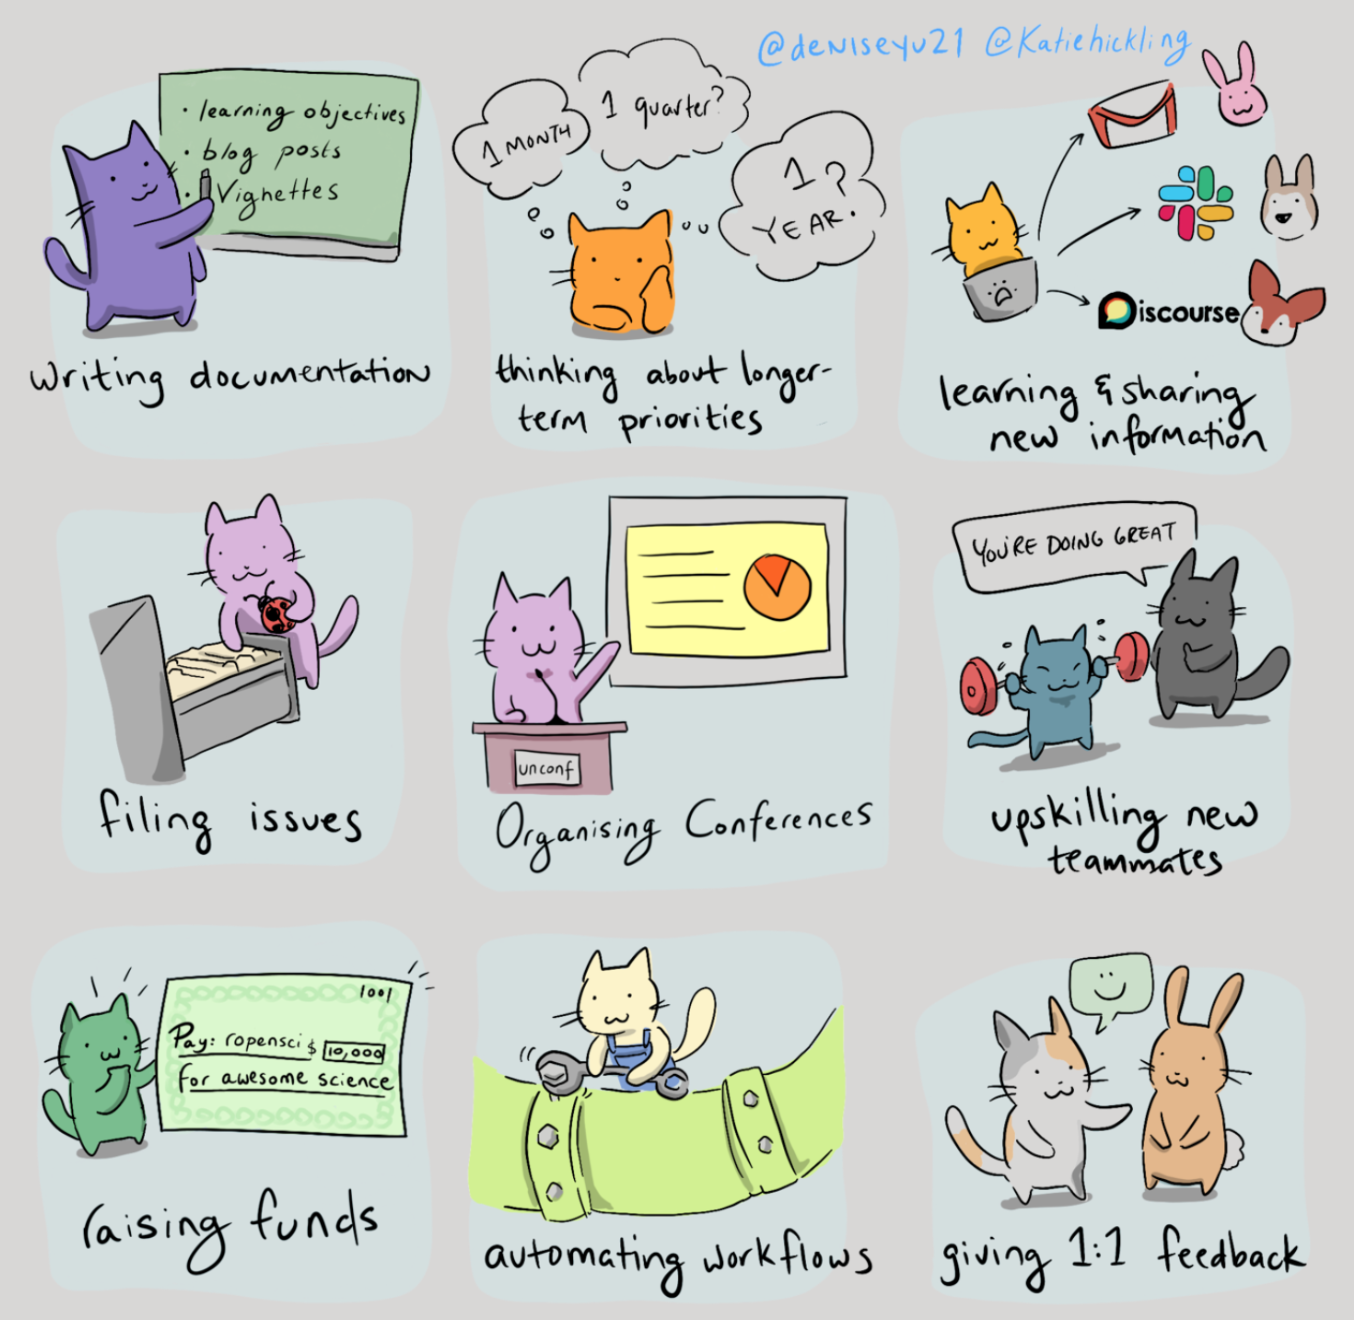 @deniseyu21 @Katiehickling
• learning objectives
• blog posts
• Vignettes
writing documentation
1 MONTH
1 quarter?
1 YEAR?
thinking about longer-
term priorities
Discourse
learning & sharing
new information
filing issues
unconf
Organising Conferences
YOU'RE DOING GREAT
upskilling new
teammates
1001
Pay: ropensci $ 10,000
for awesome science
raising funds
automating workflows
giving 1:1 feedback